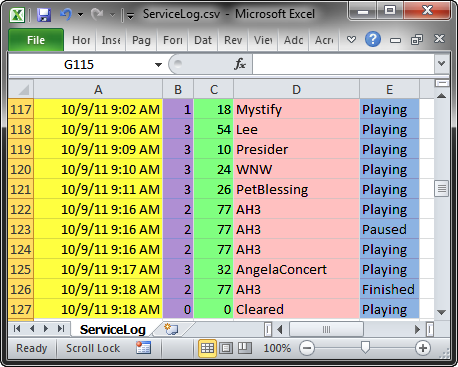 ServiceLog.csv - Microsoft Excel
File Hor Inse Pag For Dat Rev Viev Add Acro
G115 fx
A B C D E
117 10/9/11 9:02 AM 1 18 Mystify Playing
118 10/9/11 9:06 AM 3 54 Lee Playing
119 10/9/11 9:09 AM 3 10 Presider Playing
120 10/9/11 9:10 AM 3 24 WNW Playing
121 10/9/11 9:11 AM 3 26 PetBlessing Playing
122 10/9/11 9:16 AM 2 77 AH3 Playing
123 10/9/11 9:16 AM 2 77 AH3 Paused
124 10/9/11 9:16 AM 2 77 AH3 Playing
125 10/9/11 9:17 AM 3 32 AngelaConcert Playing
126 10/9/11 9:18 AM 2 77 AH3 Finished
127 10/9/11 9:18 AM 0 0 Cleared Playing
ServiceLog
Ready Scroll Lock 100%